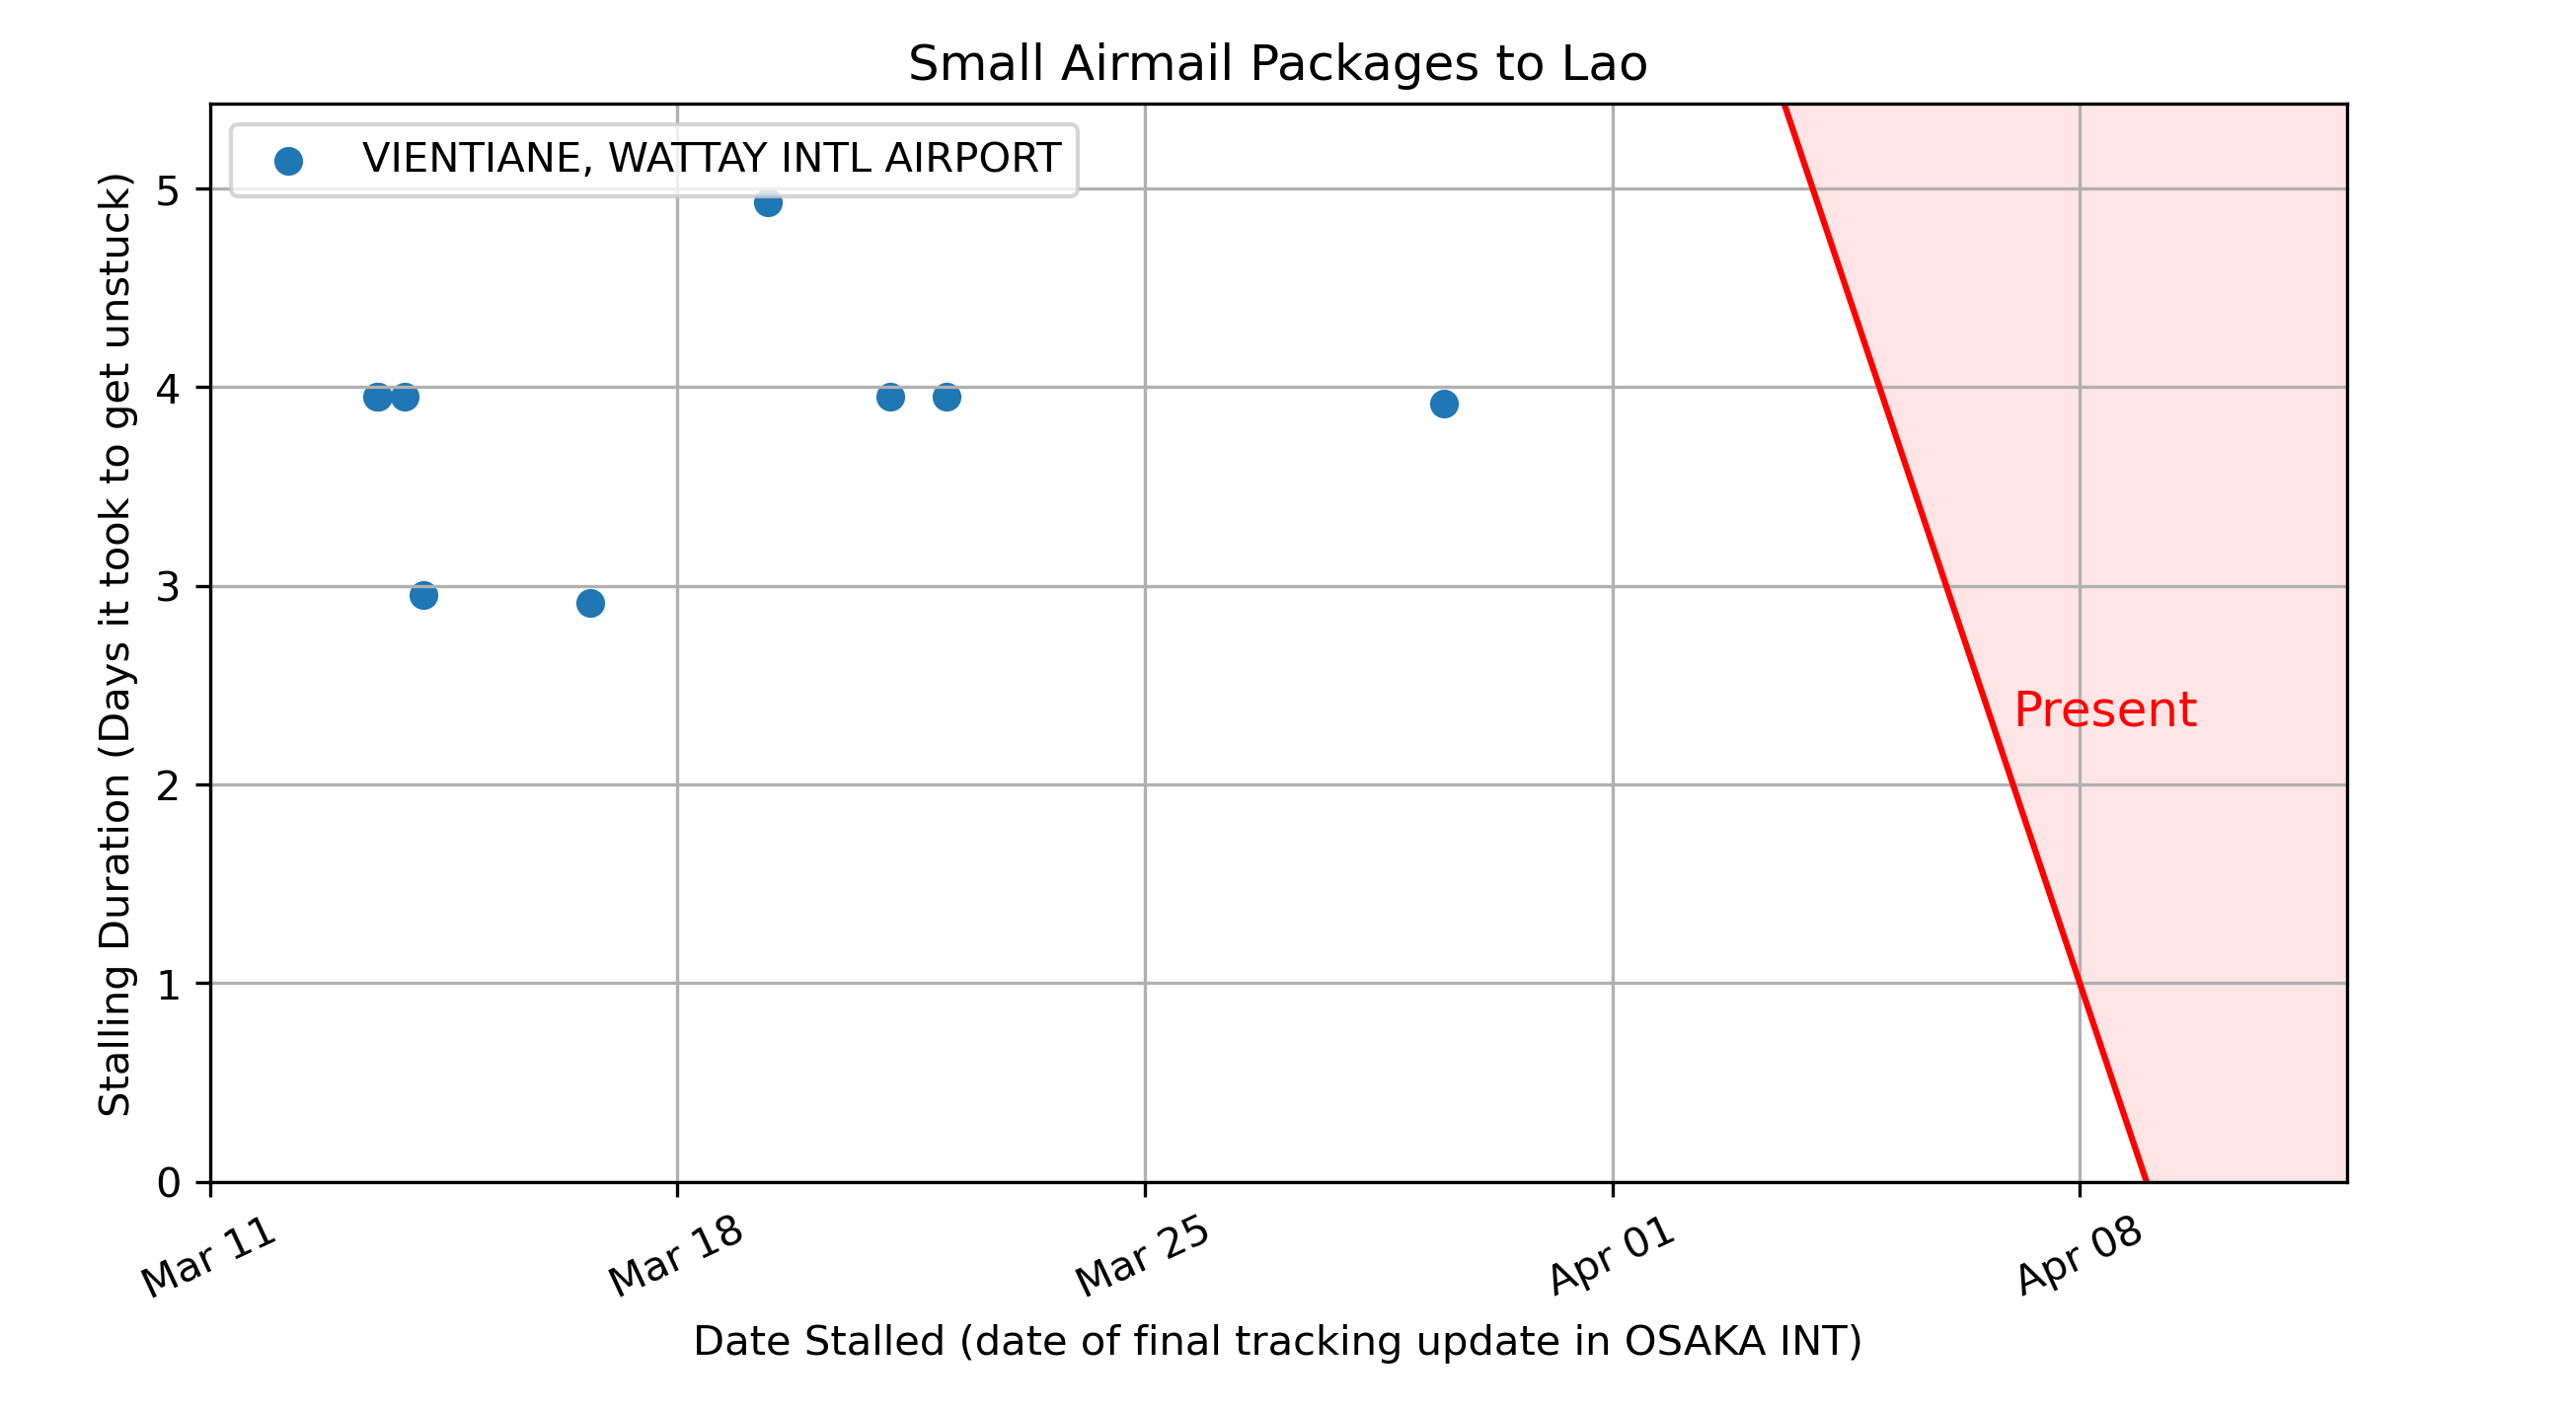 Small Airmail Packages to Lao
VIENTIANE, WATTAY INTL AIRPORT
Stalling Duration (Days it took to get unstuck)
5
4
3
2
1
0
Present
Mar 11
Mar 18
Mar 25
Apr 01
Apr 08
Date Stalled (date of final tracking update in OSAKA INT)